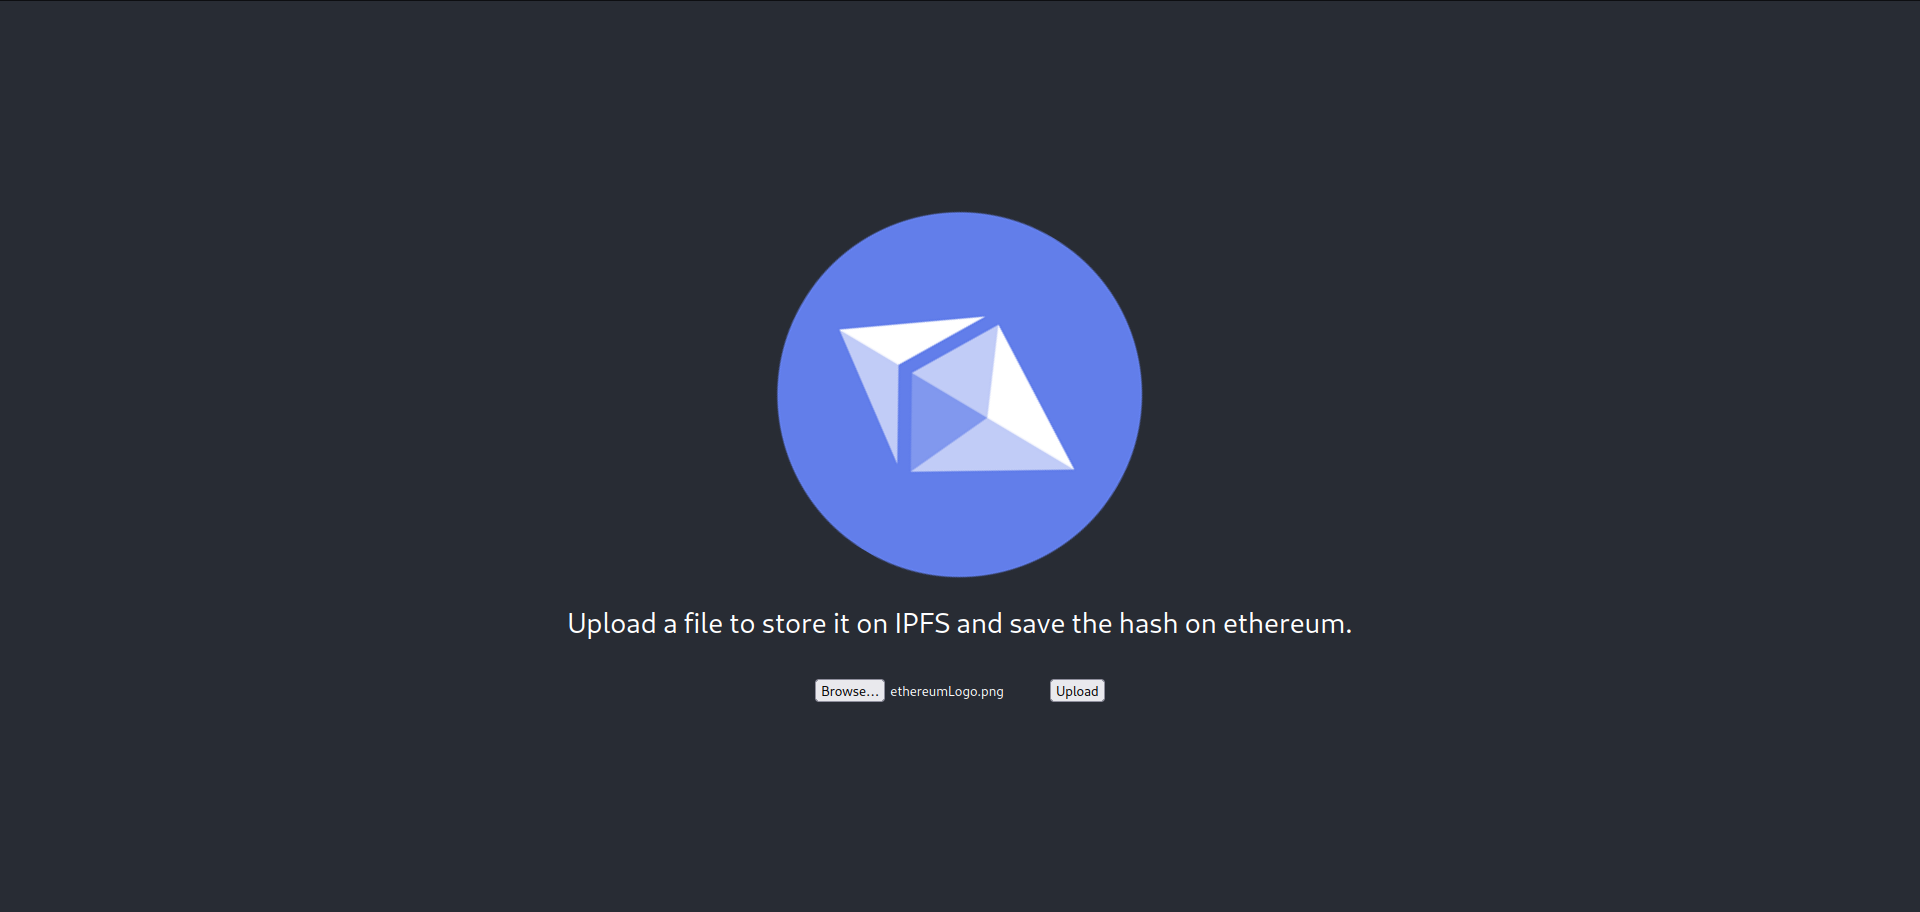 Upload a file to store it on IPFS and save the hash on ethereum.
Browse... ethereumLogo.png Upload